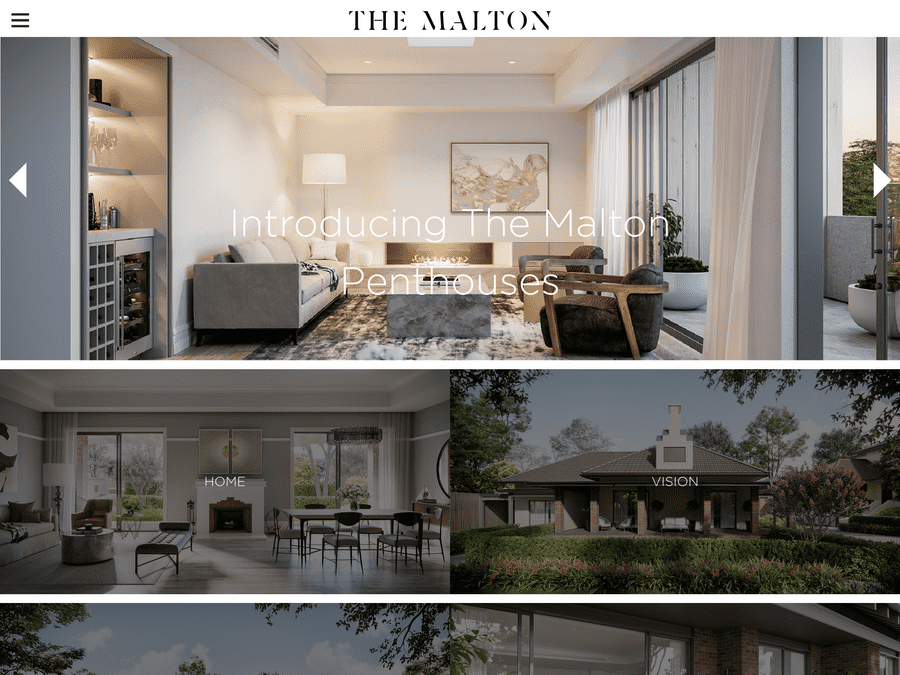 THE MALTON
Introducing The Malton
Penthouses
HOME
VISION